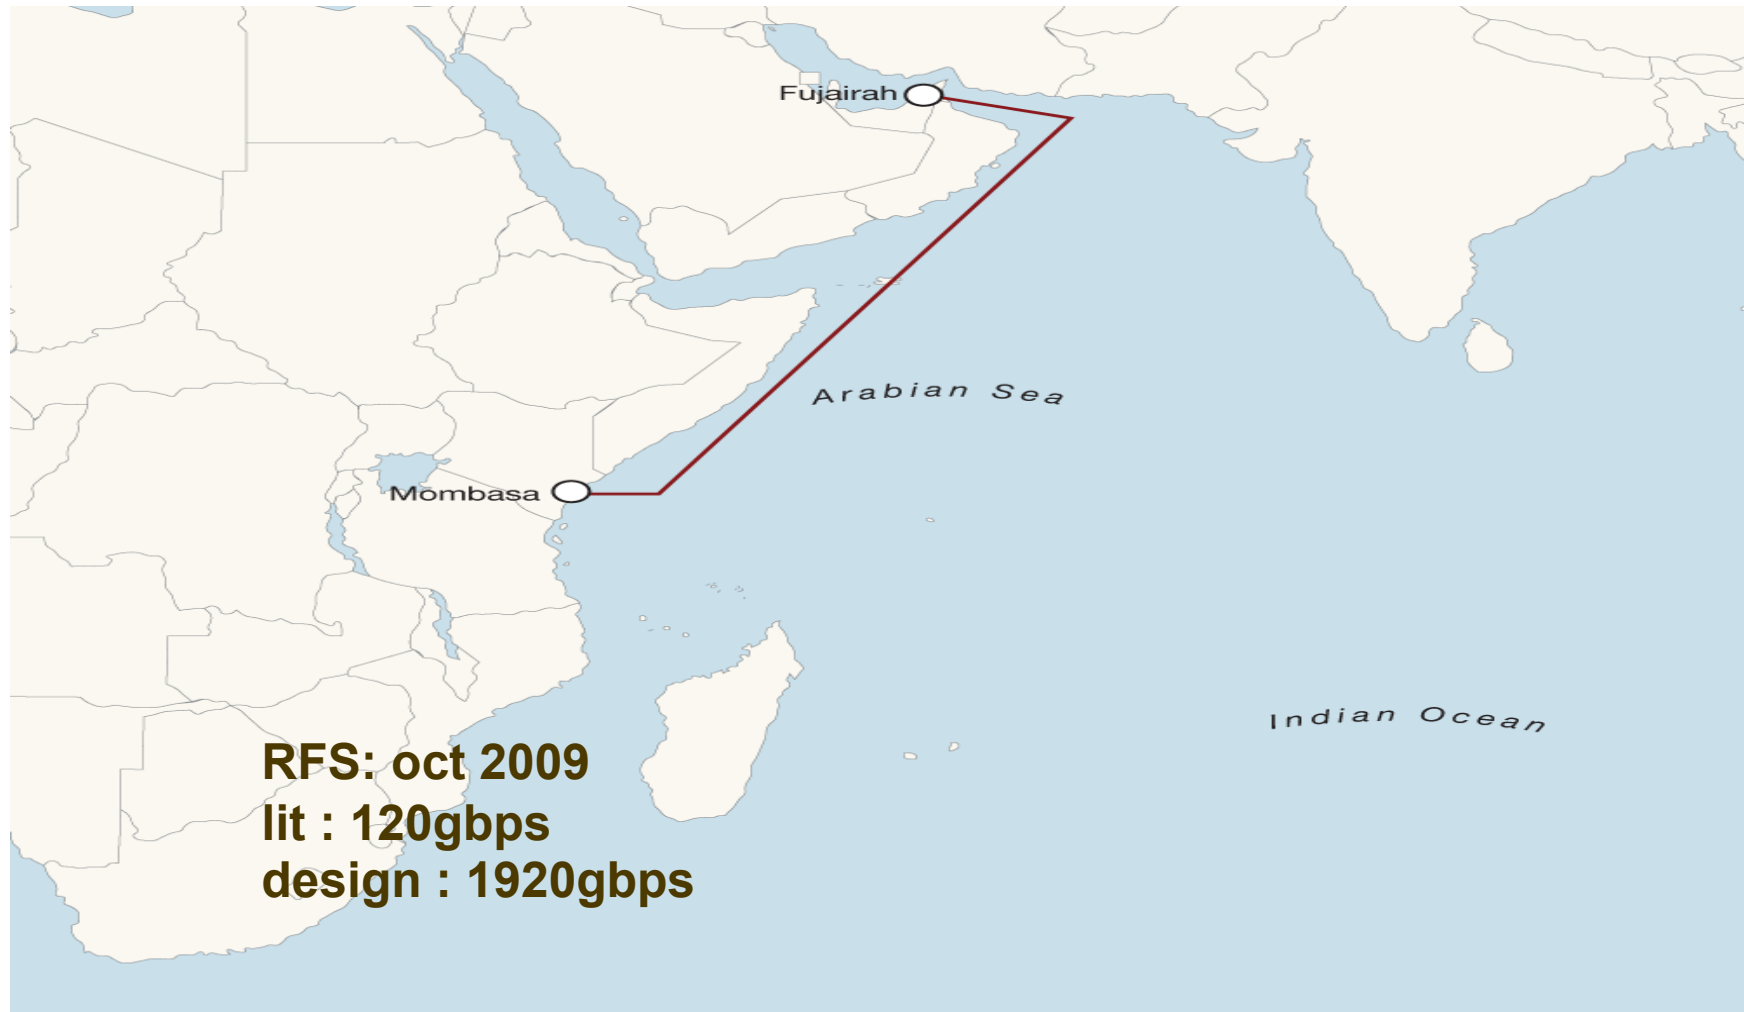 Fujairah
Arabian Sea
Mombasa
Indian Ocean
RFS: oct 2009
lit : 120gbps
design : 1920gbps